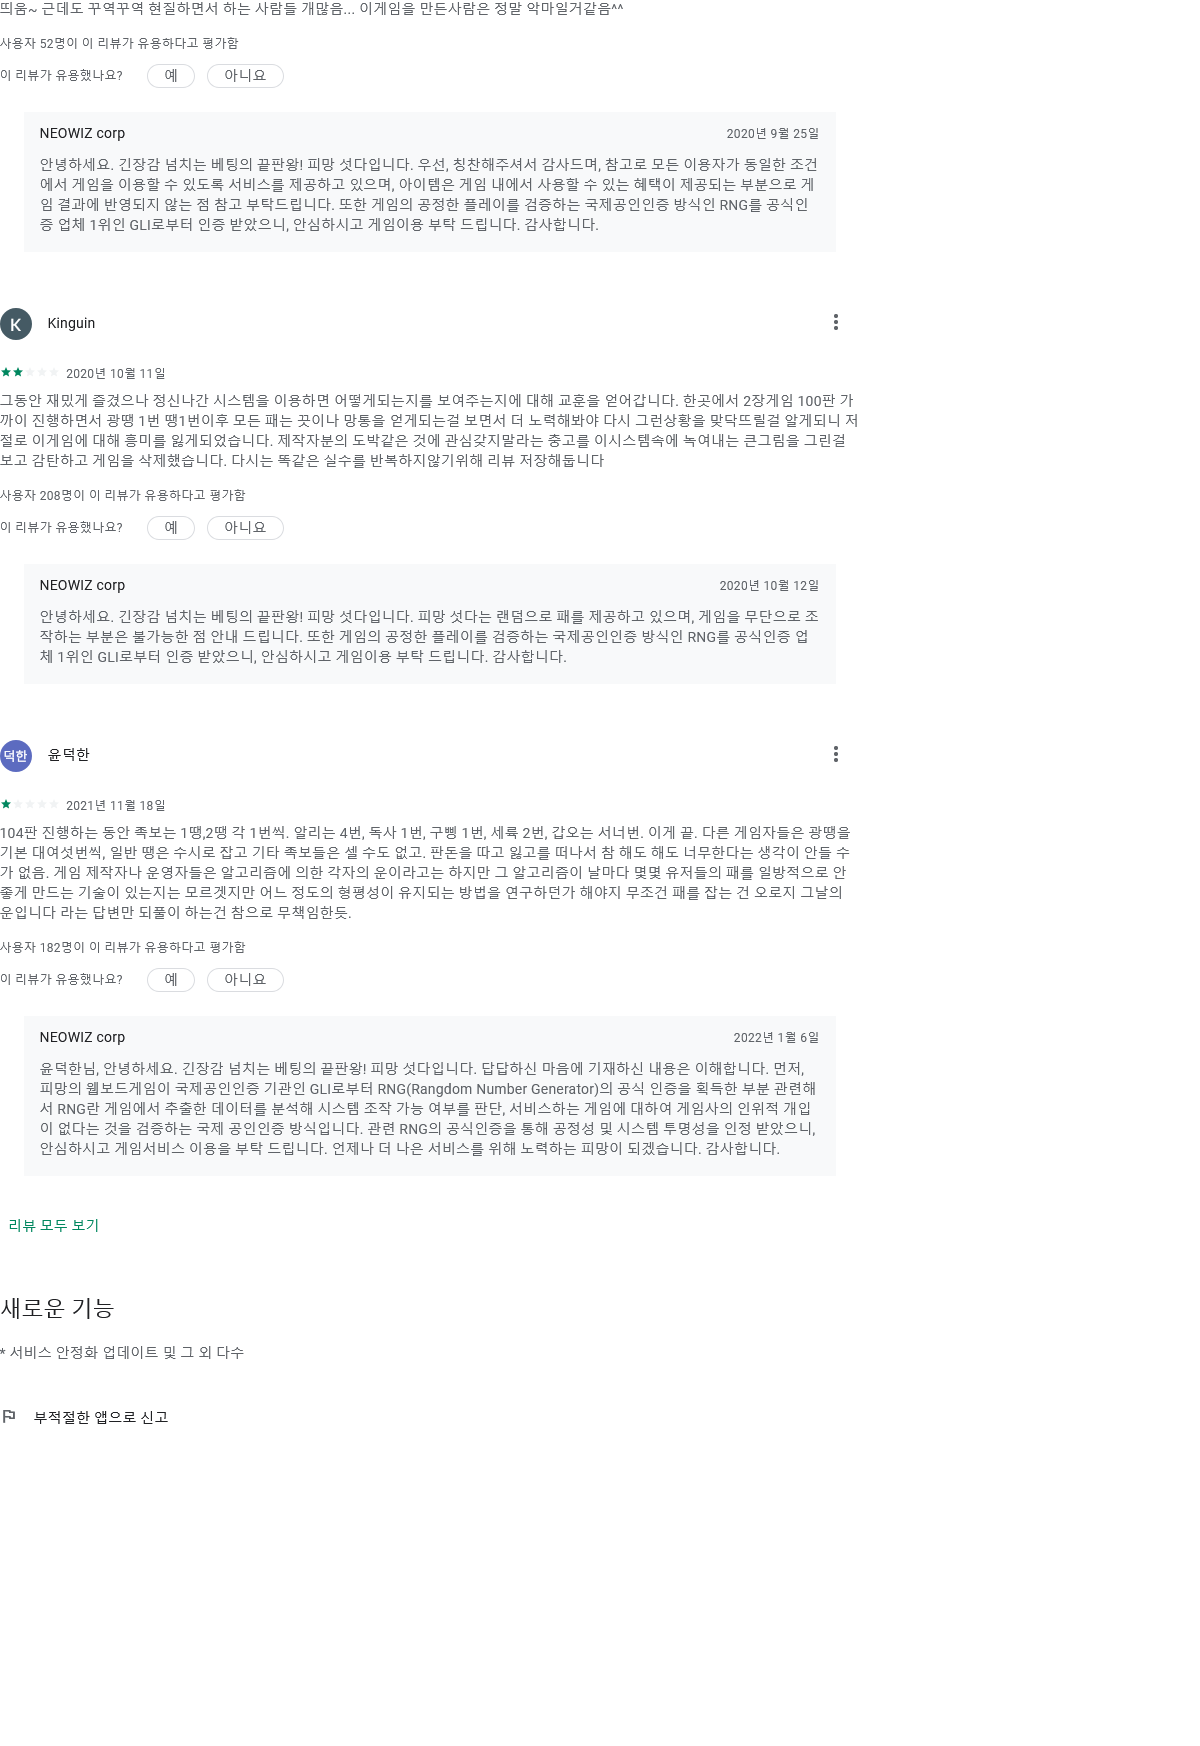 띄움~ 근데도 꾸역꾸역 현질하면서 하는 사람들 개많음... 이게임을 만든사람은 정말 악마일거같음^^
사용자 52명이 이 리뷰가 유용하다고 평가함
이 리뷰가 유용했나요?
예
아니요
NEOWIZ corp
2020년 9월 25일
안녕하세요. 긴장감 넘치는 베팅의 끝판왕! 피망 섯다입니다. 우선, 칭찬해주셔서 감사드며, 참고로 모든 이용자가 동일한 조건
에서 게임을 이용할 수 있도록 서비스를 제공하고 있으며, 아이템은 게임 내에서 사용할 수 있는 혜택이 제공되는 부분으로 게
임 결과에 반영되지 않는 점 참고 부탁드립니다. 또한 게임의 공정한 플레이를 검증하는 국제공인인증 방식인 RNG를 공식인
증 업체 1위인 GLI로부터 인증 받았으니, 안심하시고 게임이용 부탁 드립니다. 감사합니다.
K
Kinguin
2020년 10월 11일
그동안 재밌게 즐겼으나 정신나간 시스템을 이용하면 어떻게되는지를 보여주는지에 대해 교훈을 얻어갑니다. 한곳에서 2장게임 100판 가
까이 진행하면서 광땡 1번 땡1번이후 모든 패는 끗이나 망통을 얻게되는걸 보면서 더 노력해봐야 다시 그런상황을 맞닥뜨릴걸 알게되니 저
절로 이게임에 대해 흥미를 잃게되었습니다. 제작자분의 도박같은 것에 관심갖지말라는 중고를 이시스템속에 녹여내는 큰그림을 그린걸
보고 감탄하고 게임을 삭제했습니다. 다시는 똑같은 실수를 반복하지않기위해 리뷰 저장해둡니다
사용자 208명이 이 리뷰가 유용하다고 평가함
이 리뷰가 유용했나요?
예
아니요
NEOWIZ corp
2020년 10월 12일
안녕하세요. 긴장감 넘치는 베팅의 끝판왕! 피망 섯다입니다. 피망 섯다는 랜덤으로 패를 제공하고 있으며, 게임을 무단으로 조
작하는 부분은 불가능한 점 안내 드립니다. 또한 게임의 공정한 플레이를 검증하는 국제공인인증 방식인 RNG를 공식인증 업
체 1위인 GLI로부터 인증 받았으니, 안심하시고 게임이용 부탁 드립니다. 감사합니다.
덕한
윤덕한
2021년 11월 18일
104판 진행하는 동안 족보는 1땡,2땡 각 1번씩. 알리는 4번, 독사 1번, 구삥 1번, 세륙 2번, 갑오는 서너번. 이게 끝. 다른 게임자들은 광땡을
기본 대여섯번씩, 일반 땡은 수시로 잡고 기타 족보들은 셀 수도 없고. 판돈을 따고 잃고를 떠나서 참 해도 해도 너무한다는 생각이 안들 수
가 없음. 게임 제작자나 운영자들은 알고리즘에 의한 각자의 운이라고는 하지만 그 알고리즘이 날마다 몇몇 유저들의 패를 일방적으로 안
좋게 만드는 기술이 있는지는 모르겟지만 어느 정도의 형평성이 유지되는 방법을 연구하던가 해야지 무조건 패를 잡는 건 오로지 그날의
운입니다 라는 답변만 되풀이 하는건 참으로 무책임한듯.
사용자 182명이 이 리뷰가 유용하다고 평가함
이 리뷰가 유용했나요?
예
아니요
NEOWIZ corp
2022년 1월 6일
윤덕한님, 안녕하세요. 긴장감 넘치는 베팅의 끝판왕! 피망 섯다입니다. 답답하신 마음에 기재하신 내용은 이해합니다. 먼저,
피망의 웹보드게임이 국제공인인증 기관인 GLI로부터 RNG(Rangdom Number Generator)의 공식 인증을 획득한 부분 관련해
서 RNG란 게임에서 추출한 데이터를 분석해 시스템 조작 가능 여부를 판단, 서비스하는 게임에 대하여 게임사의 인위적 개입
이 없다는 것을 검증하는 국제 공인인증 방식입니다. 관련 RNG의 공식인증을 통해 공정성 및 시스템 투명성을 인정 받았으니,
안심하시고 게임서비스 이용을 부탁 드립니다. 언제나 더 나은 서비스를 위해 노력하는 피망이 되겠습니다. 감사합니다.
리뷰 모두 보기
새로운 기능
* 서비스 안정화 업데이트 및 그 외 다수
부적절한 앱으로 신고